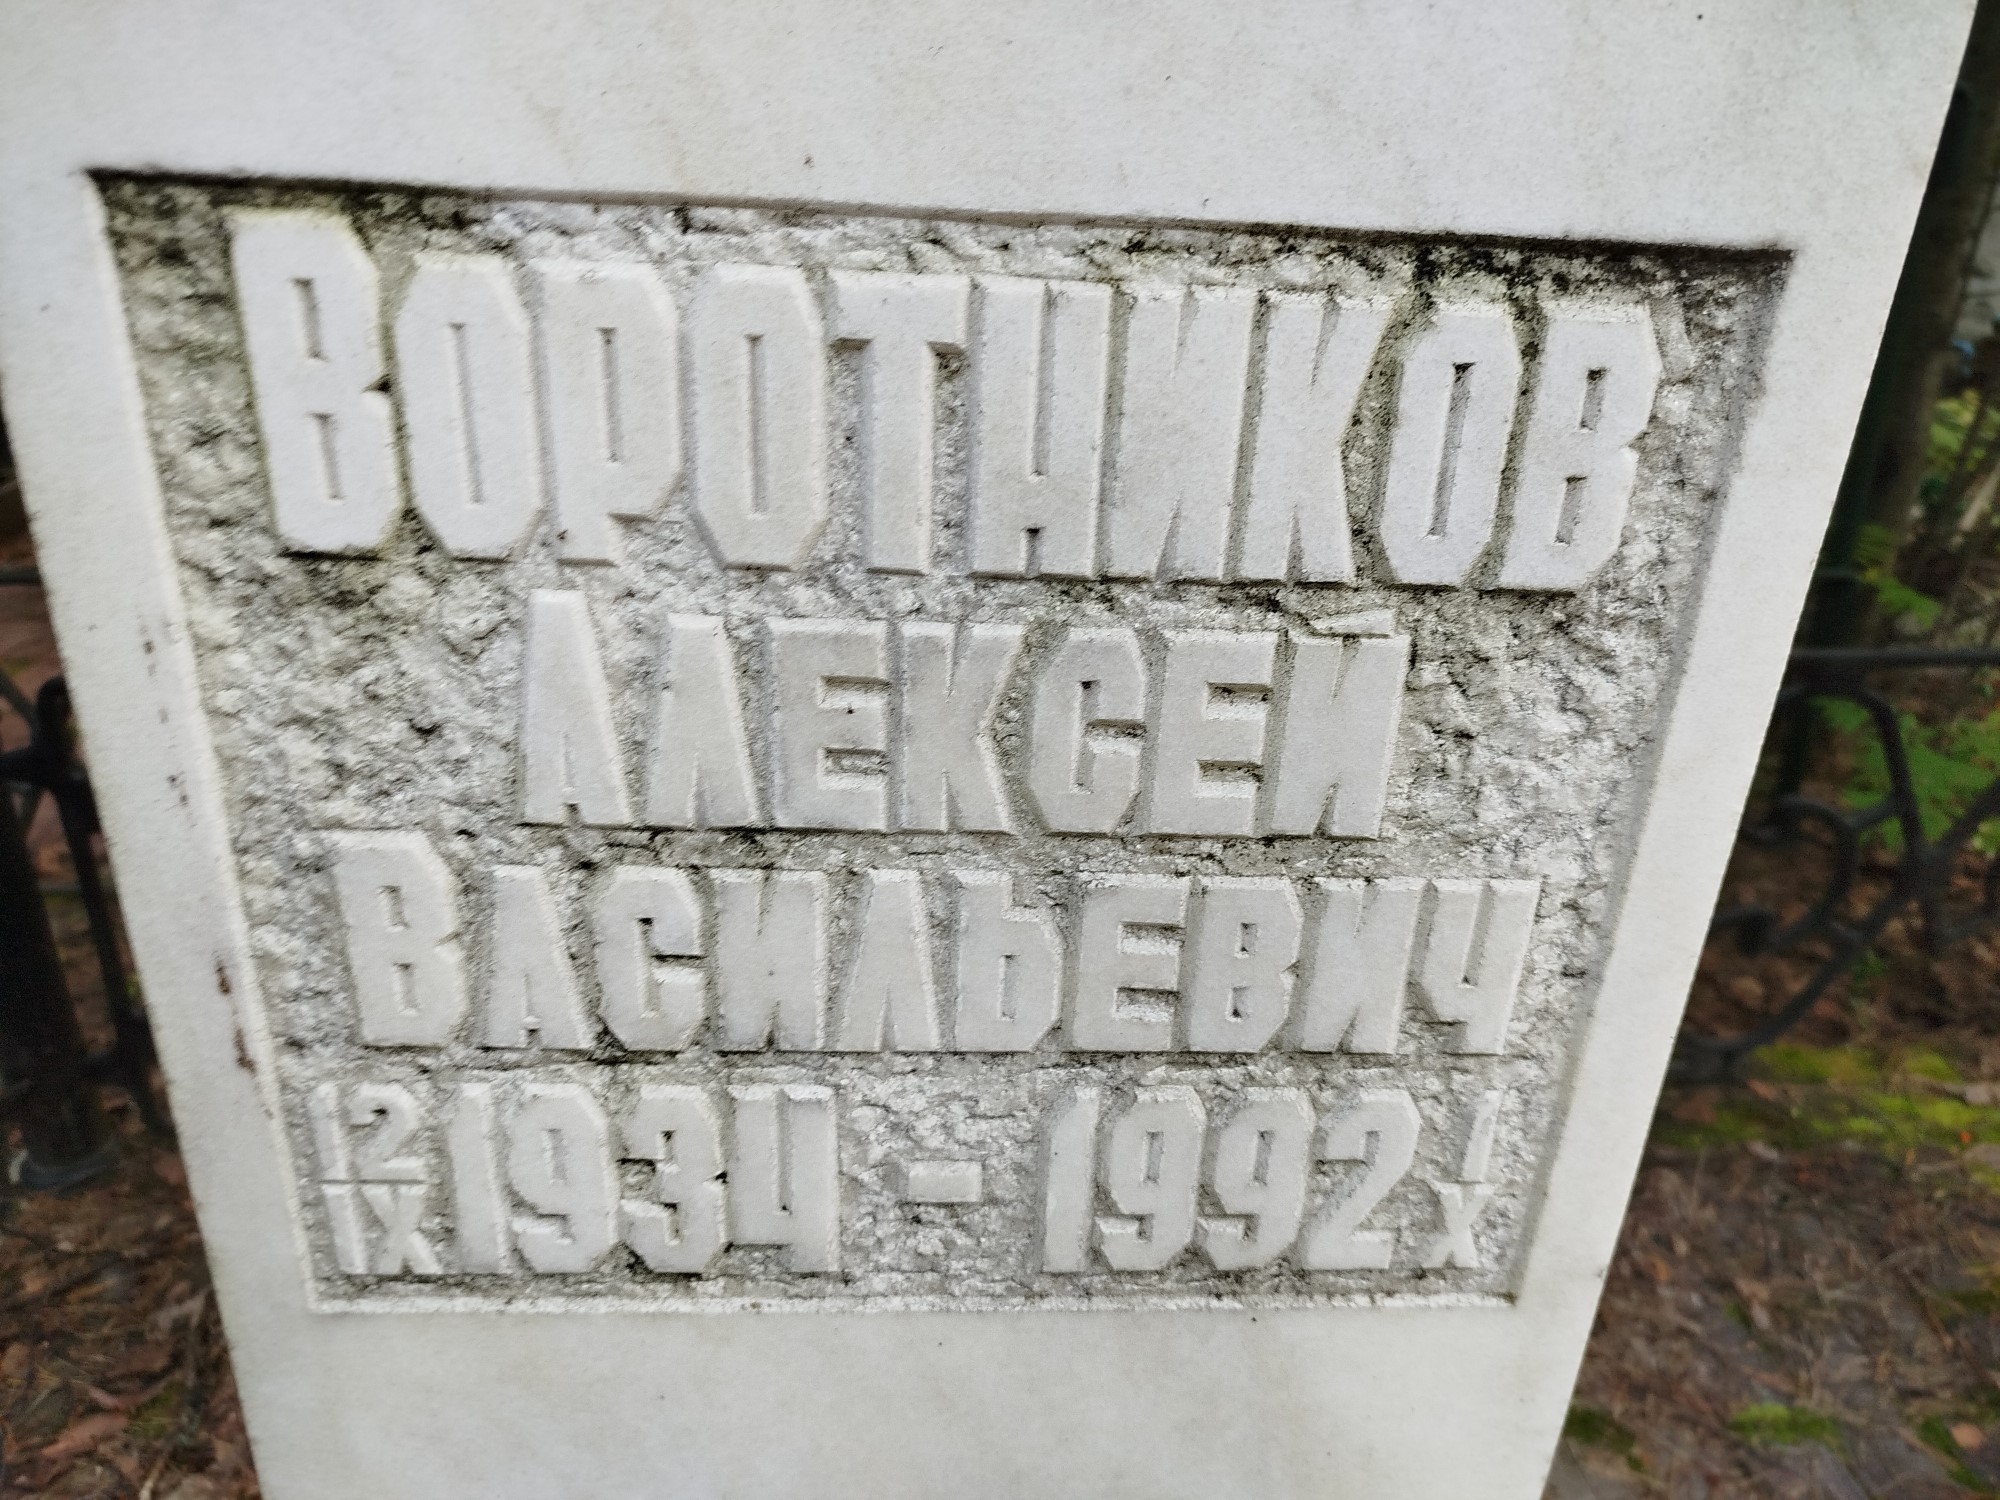 Воротников
Алексей
Васильевич
12/IX 1934 - 1992 1/X